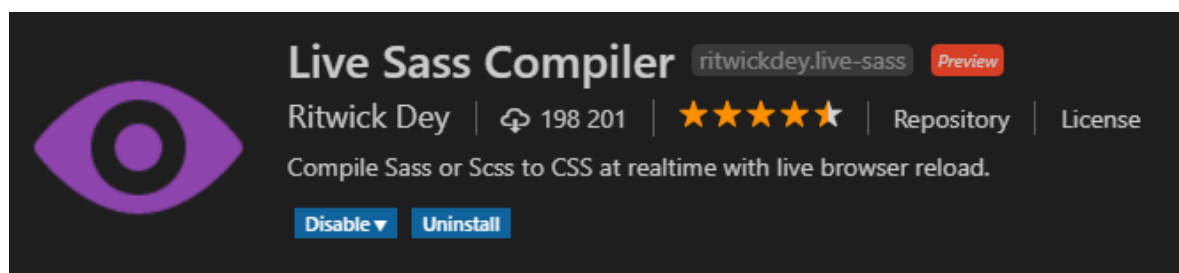 Live Sass Compiler ritwickdey.live-sass Preview
Ritwick Dey 198 201 Repository License
Compile Sass or Scss to CSS at realtime with live browser reload.
Disable Uninstall